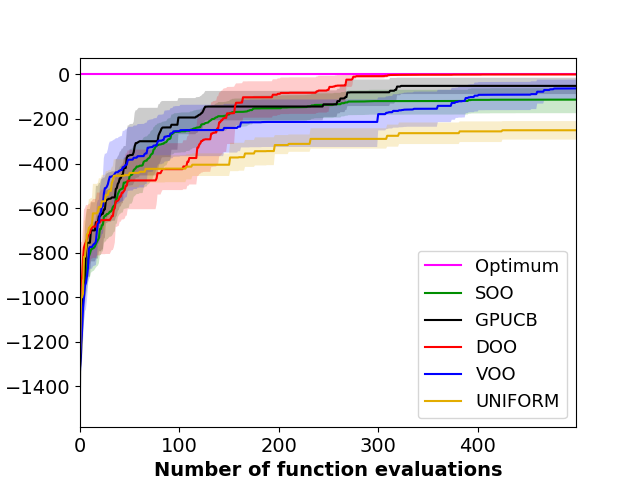 0
−200
−400
−600
−800
−1000
−1200
−1400
Optimum
SOO
GPUCB
DOO
VOO
UNIFORM
0 100 200 300 400
Number of function evaluations